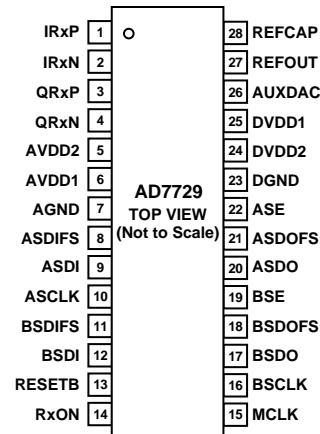 IRxP 1 28 REFCAP
IRxN 2 27 REFOUT
QRxP 3 26 AUXDAC
QRxN 4 25 DVDD1
AVDD2 5 24 DVDD2
AVDD1 6 23 DGND
AGND 7 22 ASE
ASDIFS 8 21 ASDOFS
ASDI 9 20 ASDO
ASCLK 10 19 BSE
BSDIFS 11 18 BSDOFS
BSDI 12 17 BSDO
RESETB 13 16 BSCLK
RxON 14 15 MCLK
AD7729
TOP VIEW
(Not to Scale)